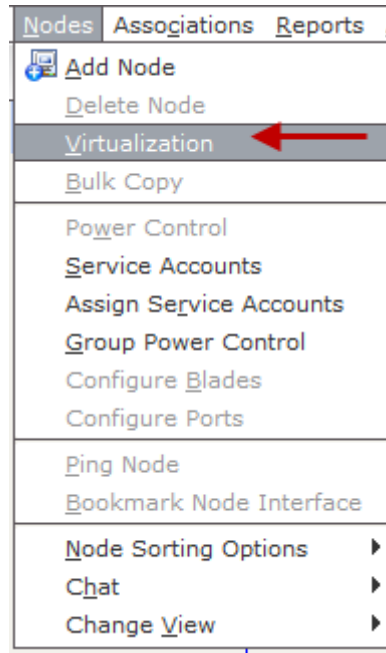 Nodes Associations Reports
Add Node
Delete Node
Virtualization
Bulk Copy
Power Control
Service Accounts
Assign Service Accounts
Group Power Control
Configure Blades
Configure Ports
Ping Node
Bookmark Node Interface
Node Sorting Options
Chat
Change View